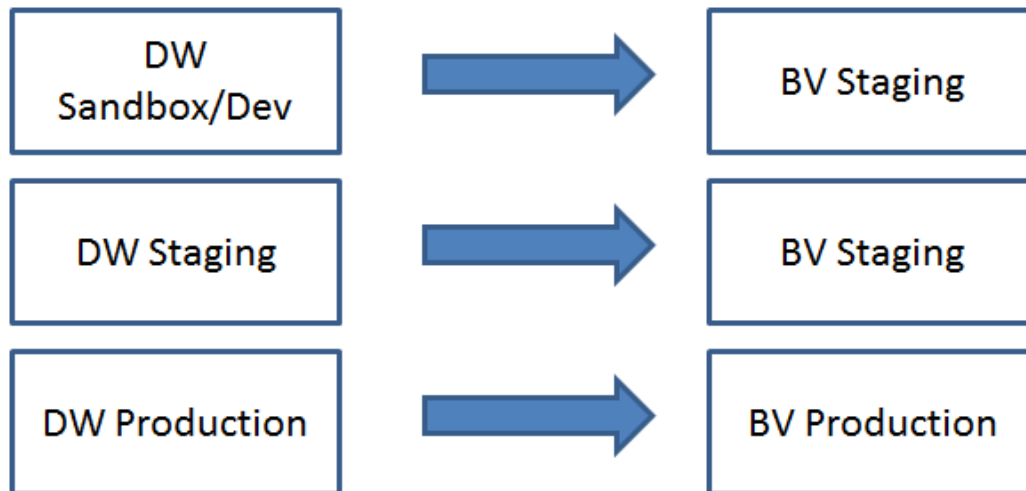 DW
Sandbox/Dev
BV Staging
DW Staging
BV Staging
DW Production
BV Production